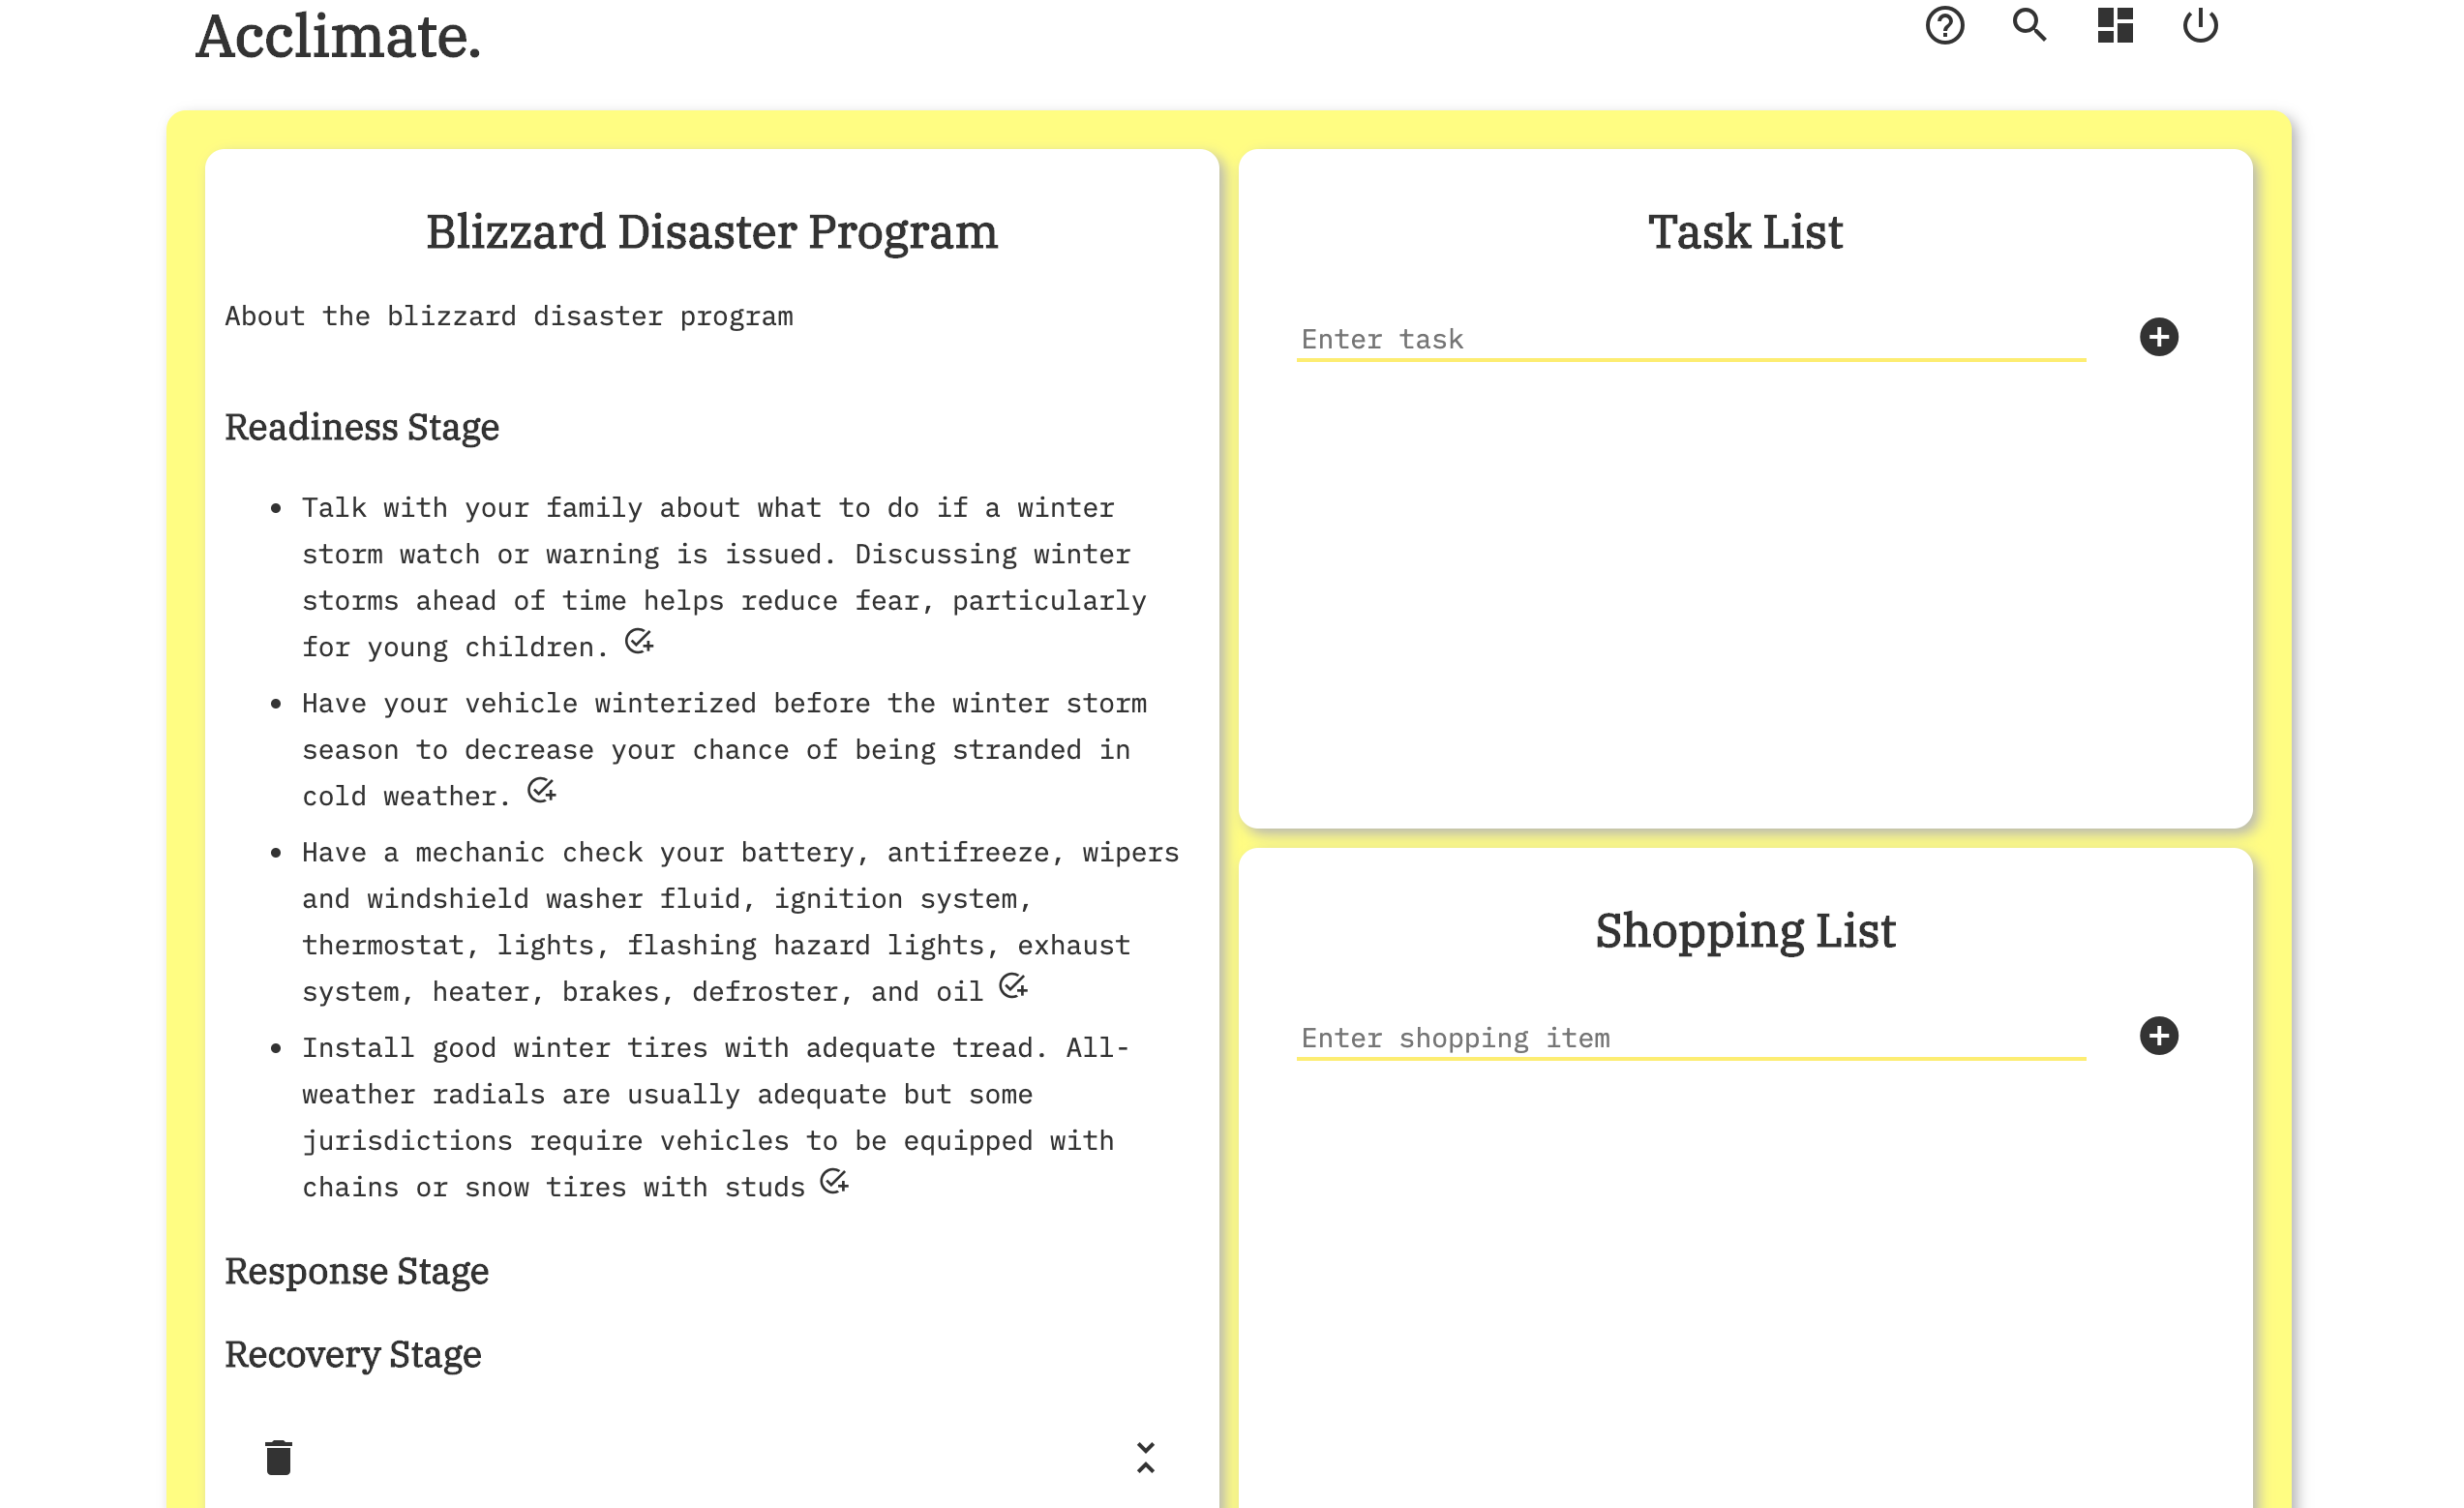 Acclimate.
Blizzard Disaster Program
About the blizzard disaster program
Readiness Stage
Talk with your family about what to do if a winter
storm watch or warning is issued. Discussing winter
storms ahead of time helps reduce fear, particularly
for young children.
Have your vehicle winterized before the winter storm
season to decrease your chance of being stranded in
cold weather.
Have a mechanic check your battery, antifreeze, wipers
and windshield washer fluid, ignition system,
thermostat, lights, flashing hazard lights, exhaust
system, heater, brakes, defroster, and oil
Install good winter tires with adequate tread. All-
weather radials are usually adequate but some
jurisdictions require vehicles to be equipped with
chains or snow tires with studs
Response Stage
Recovery Stage
Task List
Enter task
Shopping List
Enter shopping item